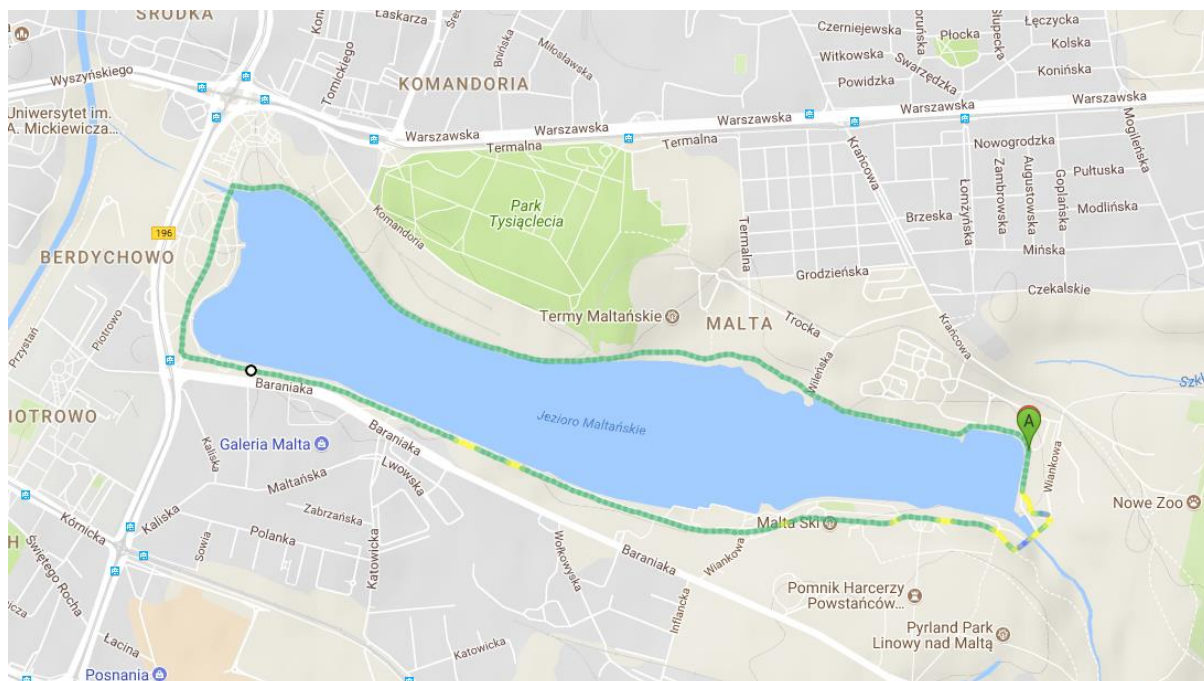 ŚRÓDKA
Łaskarza
Bnińska
Miłosławska
Czerniejewska
Płocka
Łęczycka
Kolska
Witkowska
Swarzędzka
Konińska
Powidzka
Wyszyńskiego
Tomickiego
KOMANDORIA
Warszawska
Warszawska
Warszawska
Warszawska
Warszawska
Mogileńska
Uniwersytet im.
A. Mickiewicza...
Termalna
Termalna
Krańcowa
Nowogrodzka
Łomżyńska
Zambrowska
Augustowska
Goplańska
Pułtuska
Modlińska
Brzeska
Mińska
Park
Tysiąclecia
Komandoria
Termalna
196
BERDYCHOWO
Grodzieńska
Czekalskie
Termy Maltańskie
MALTA
Trocka
Krańcowa
Piotrowo
Przystań
Wileńska
Baraniaka
Jezioro Maltańskie
A
Galeria Malta
Baraniaka
Kaliska
Lwowska
Maltańska
Wiankowa
Nowe Zoo
Zabrzańska
Kórnicka
Kaliska
Polanka
Sowia
Katowicka
Malta Ski
Wołkowyska
Baraniaka
Wiankowa
Świętego Rocha
Inflancka
Pomnik Harcerzy
Powstańców...
Pyrland Park
Linowy nad Maltą
Łacina
Katowicka
Posnania